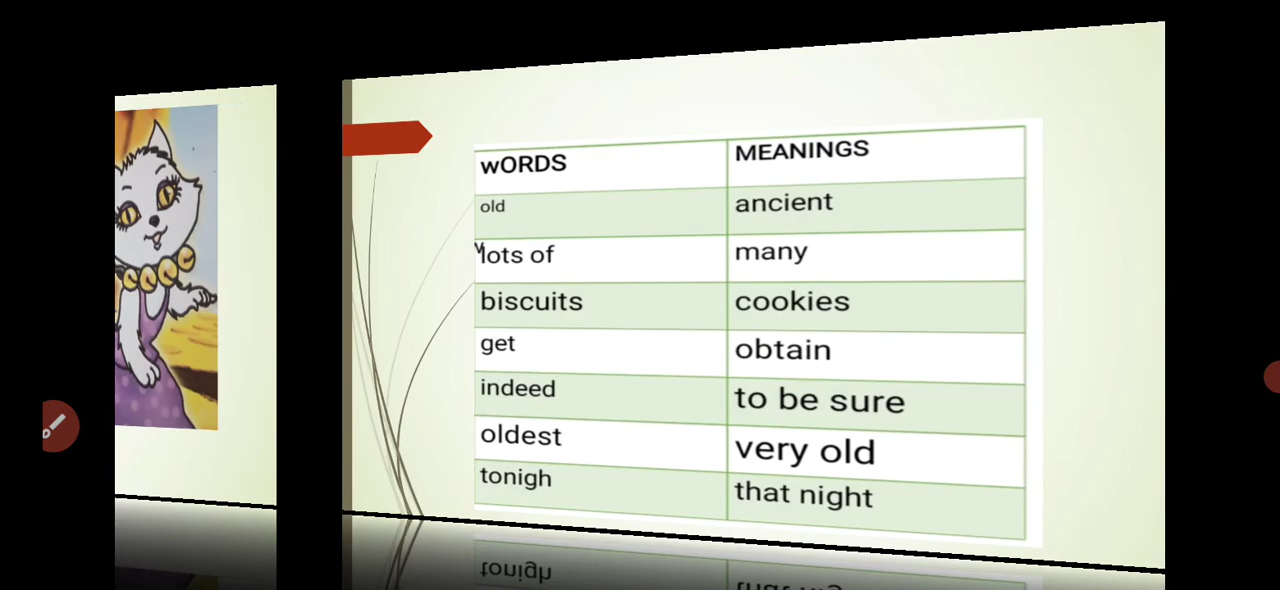 wORDS MEANINGS
old ancient
lots of many
biscuits cookies
get obtain
indeed to be sure
oldest very old
tonigh that night